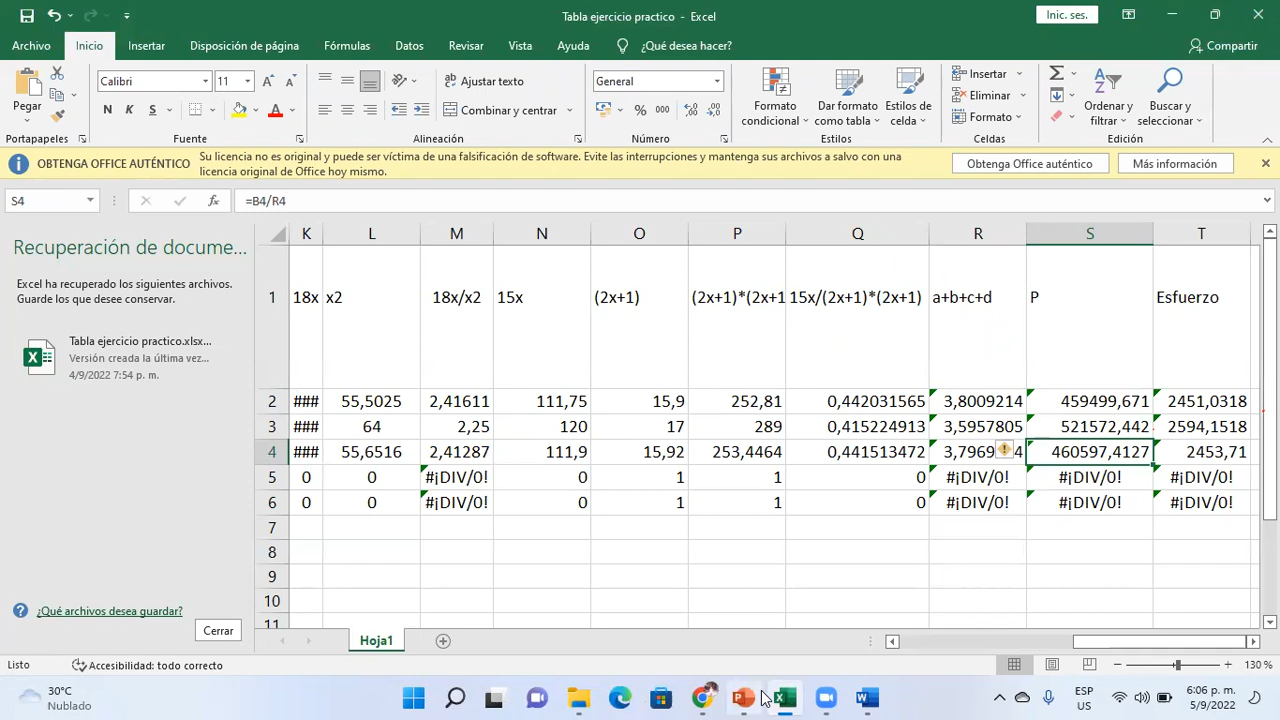 Tabla ejercicio practico - Excel
Inic. ses.
Archivo Inicio Insertar Disposición de página Fórmulas Datos Revisar Vista Ayuda ¿Qué desea hacer? Compartir
Pegar
Calibri 11
N K S
Ajustar texto
Combinar y centrar
General
% 000
Formato condicional
Dar formato como tabla
Estilos de celda
Insertar
Eliminar
Formato
Ordenar y filtrar
Buscar y seleccionar
Portapapeles Fuente Alineación Número Estilos Celdas Edición
OBTENGA OFFICE AUTÉNTICO
Su licencia no es original y puede ser víctima de una falsificación de software. Evite las interrupciones y mantenga sus archivos a salvo con una
licencia original de Office hoy mismo.
Obtenga Office auténtico
Más información
S4 fx =B4/R4
Recuperación de docume...
Excel ha recuperado los siguientes archivos.
Guarde los que desee conservar.
Tabla ejercicio practico.xlsx...
Versión creada la última vez...
4/9/2022 7:54 p. m.
¿Qué archivos desea guardar?
Cerrar
K L M N O P Q R S T
1 18x x2 18x/x2 15x (2x+1) (2x+1)*(2x+1 15x/(2x+1)*(2x+1) a+b+c+d P Esfuerzo
2 ### 55,5025 2,41611 111,75 15,9 252,81 0,442031565 3,8009214 459499,671 2451,0318
3 ### 64 2,25 120 17 289 0,415224913 3,5957805 521572,442 2594,1518
4 ### 55,6516 2,41287 111,9 15,92 253,4464 0,441513472 3,7969 4 460597,4127 2453,71
5 0 0 #¡DIV/0! 0 1 1 0 #¡DIV/0! #¡DIV/0! #¡DIV/0!
6 0 0 #¡DIV/0! 0 1 1 0 #¡DIV/0! #¡DIV/0! #¡DIV/0!
7
8
9
10
11
Hoja1
Listo
Accesibilidad: todo correcto
130 %
30°C
Nublado
ESP
US
6:06 p. m.
5/9/2022